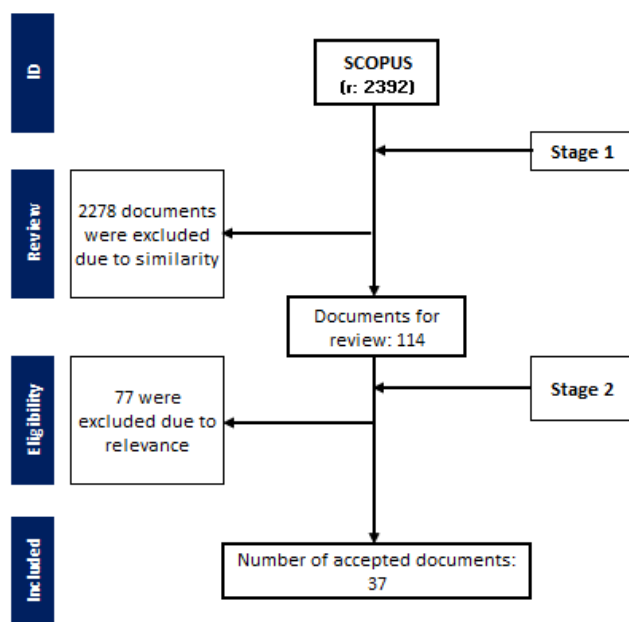 ID
SCOPUS
(r: 2392)
Stage 1
Review
2278 documents
were excluded
due to similarity
Documents for
review: 114
Eligibility
77 were
excluded due to
relevance
Stage 2
Included
Number of accepted documents:
37